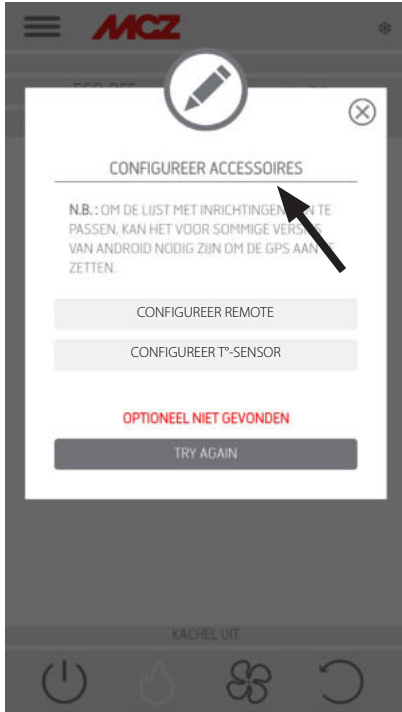 MCZ
CONFIGUREER ACCESSOIRES
N.B. : OM DE LIJST MET INRICHTINGEN TE
PASSEN, KAN HET VOOR SOMMIGE VERSIES
VAN ANDROID NODIG ZIJN OM DE GPS AAN TE
ZETTEN.
CONFIGUREER REMOTE
CONFIGUREER T°-SENSOR
OPTIONEEL NIET GEVONDEN
TRY AGAIN
KACHEL UIT